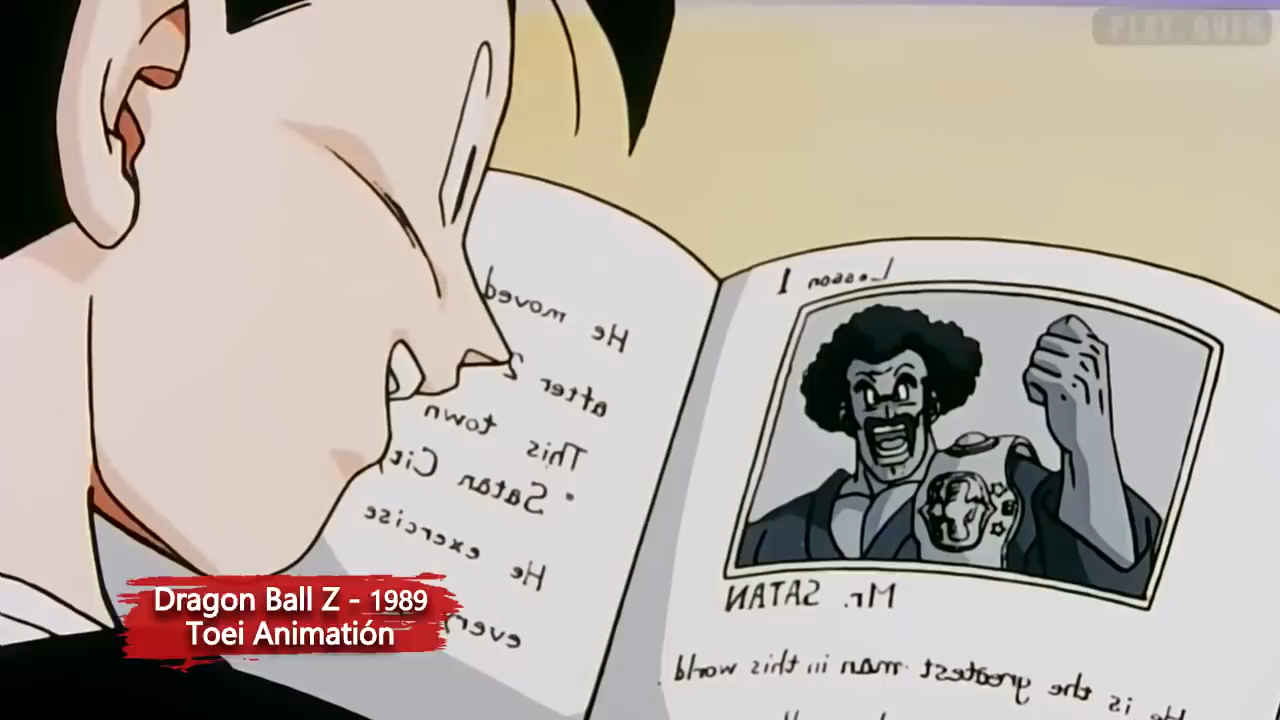 PLAY OVER
He moved
after Z
This town
" Satan Cit
He exercise
every
Lesson 1
Mr. SATAN
He is the greatest man in this world.
Dragon Ball Z - 1989
Toei Animatión